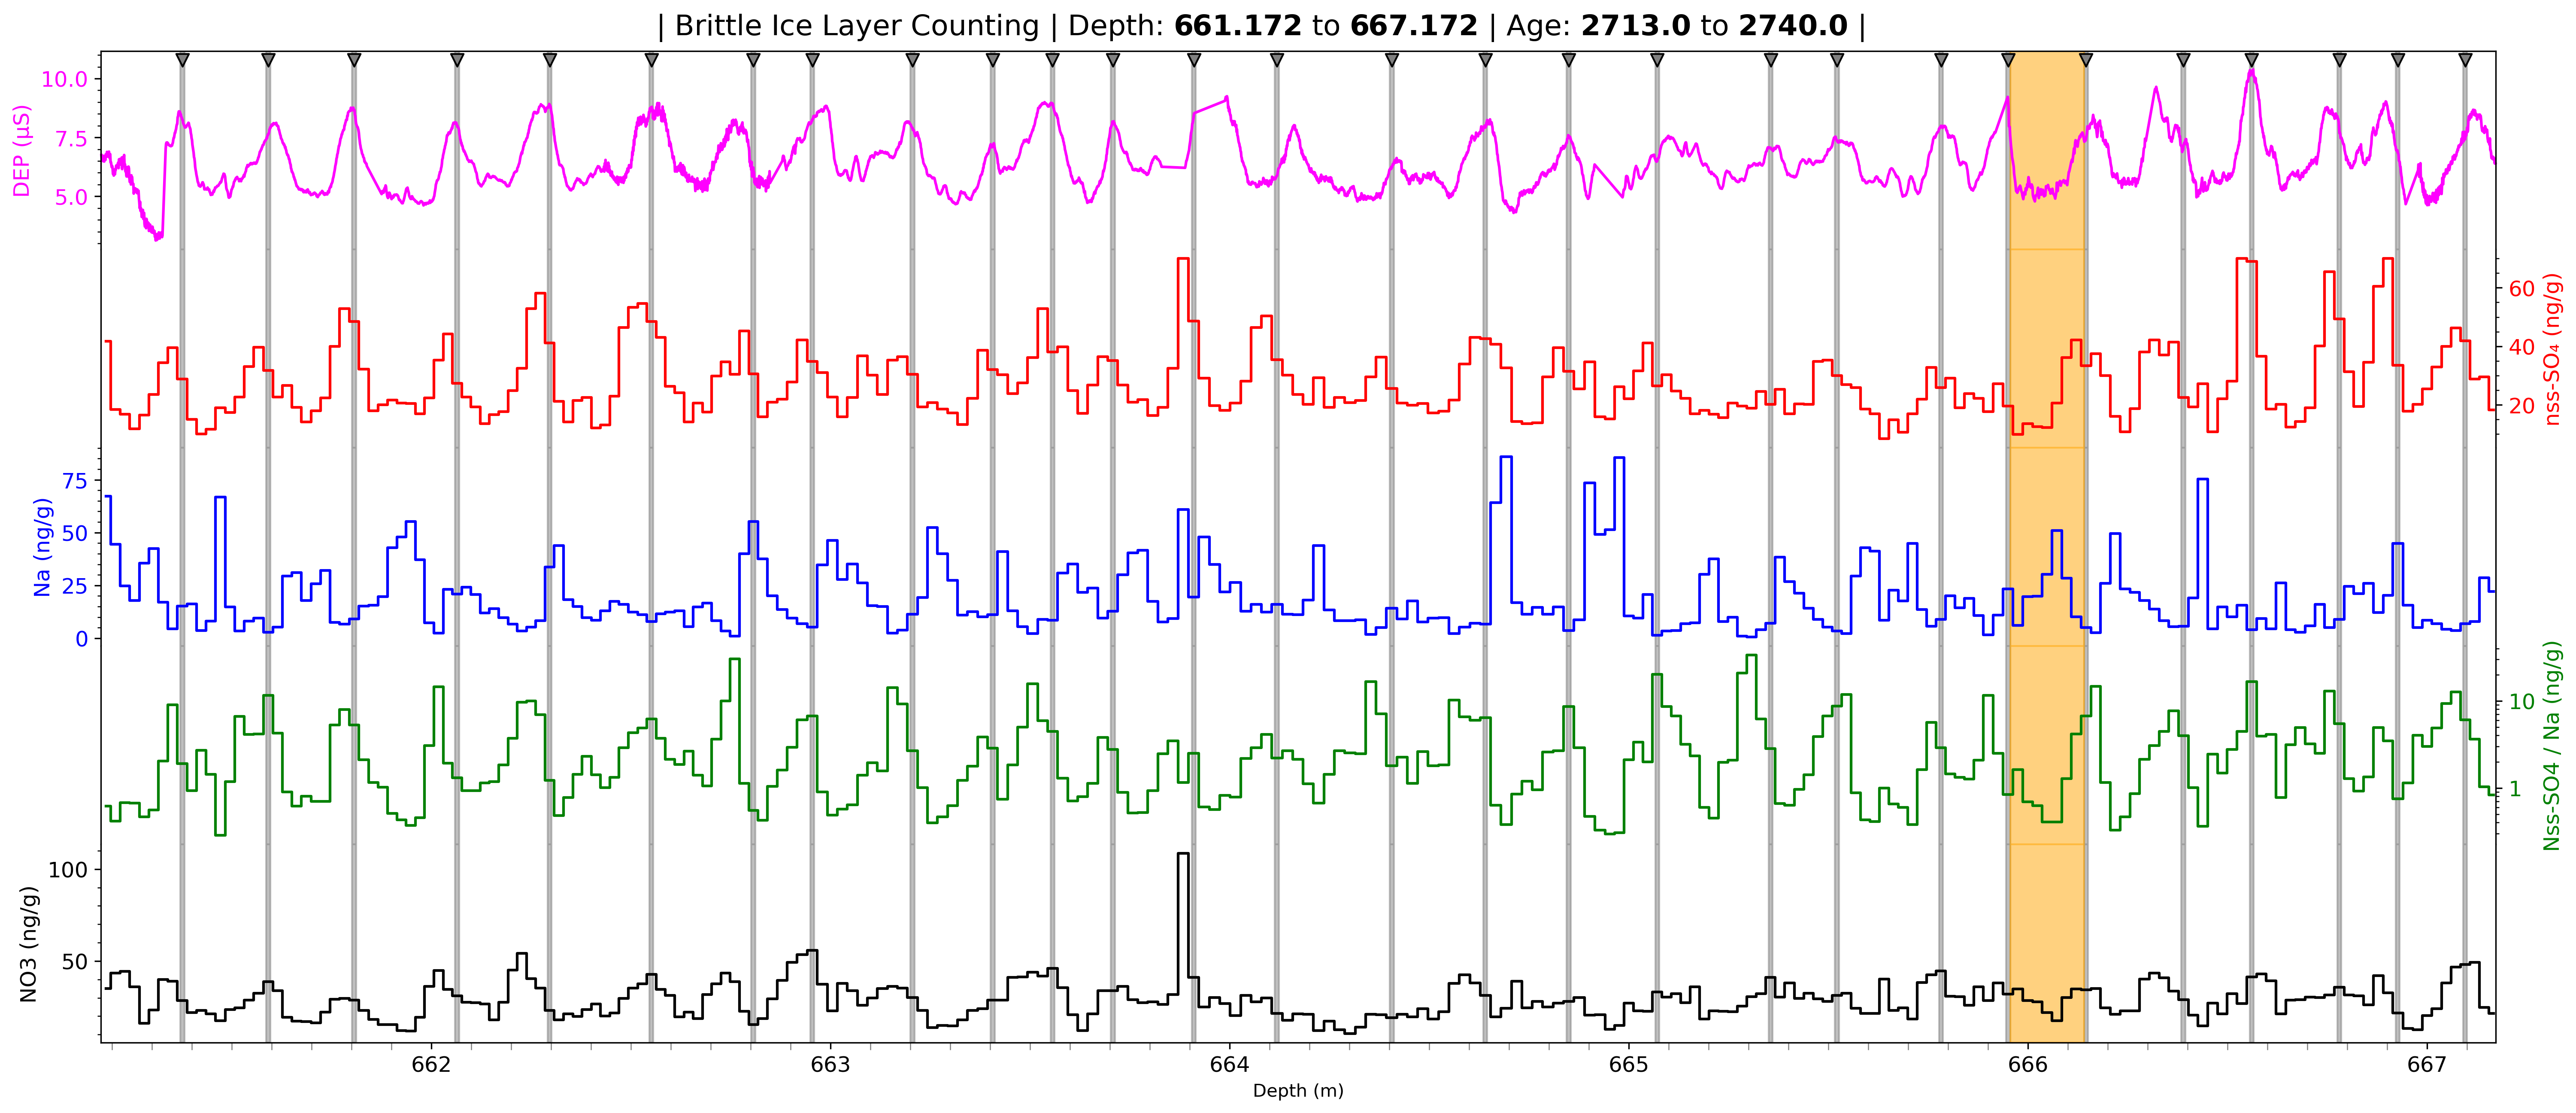 | Brittle Ice Layer Counting | Depth: 661.172 to 667.172 | Age: 2713.0 to 2740.0 |
10.0
7.5
5.0
DEP (μS)
60
40
20
nss-SO₄ (ng/g)
75
50
25
0
Na (ng/g)
10
1
Nss-SO4 / Na (ng/g)
100
50
NO3 (ng/g)
662 663 664 665 666 667
Depth (m)